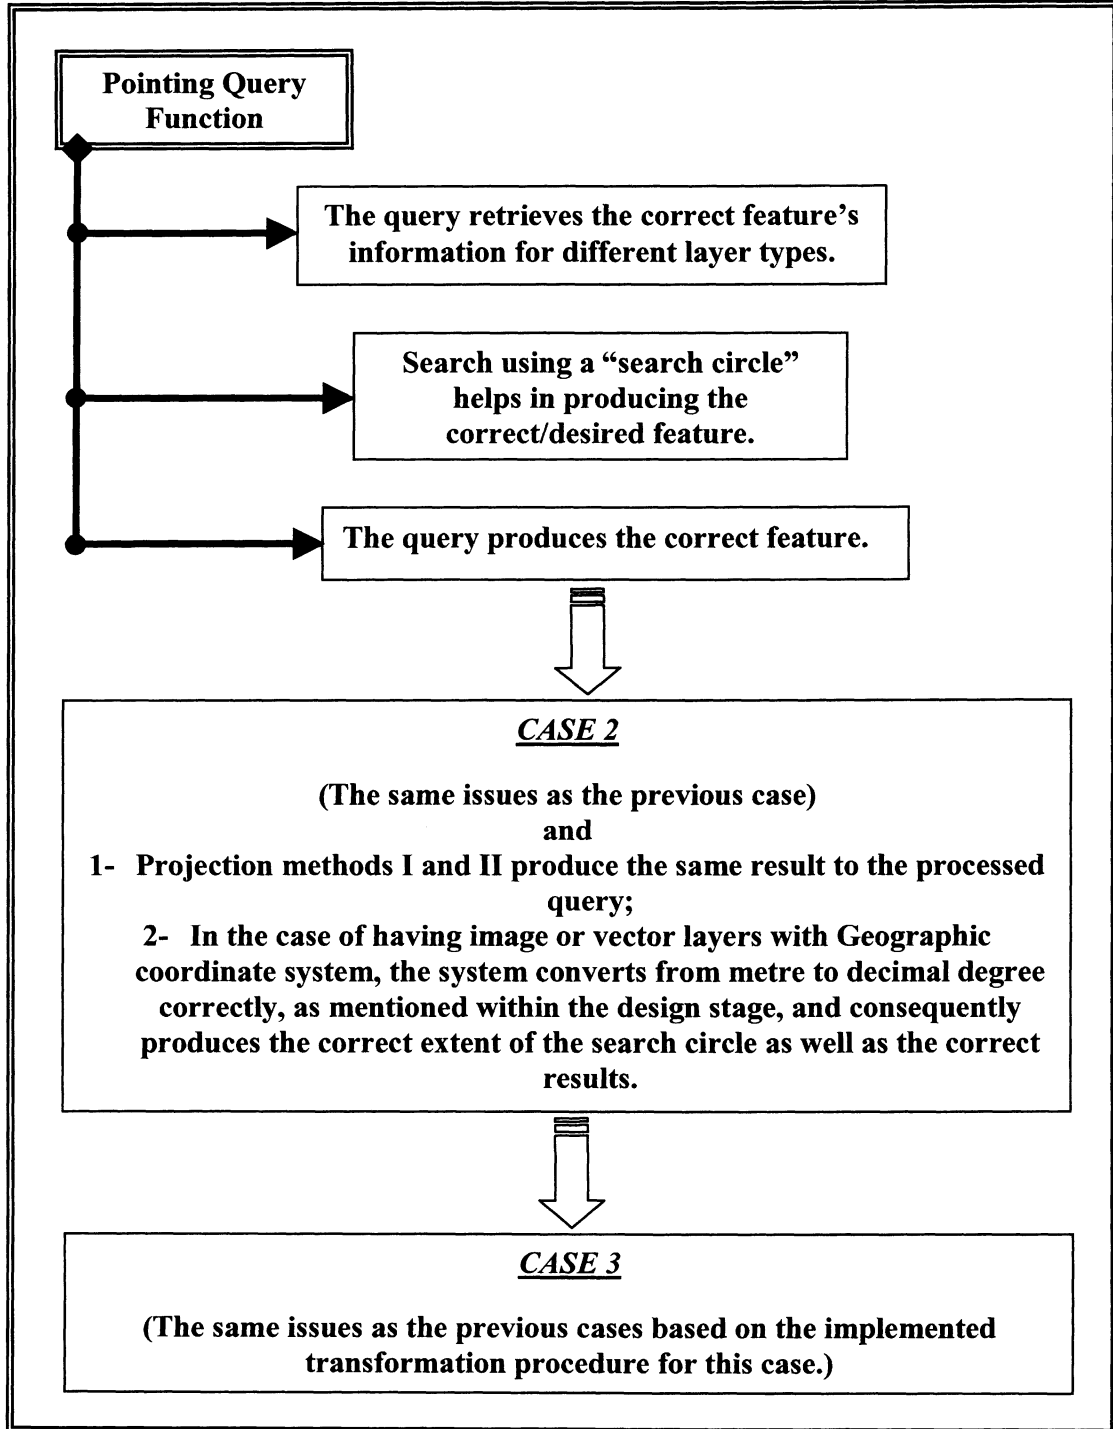 Pointing Query
Function
The query retrieves the correct feature’s
information for different layer types.
Search using a “search circle”
helps in producing the
correct/desired feature.
The query produces the correct feature.
CASE 2
(The same issues as the previous case)
and
1- Projection methods I and II produce the same result to the processed
query;
2- In the case of having image or vector layers with Geographic
coordinate system, the system converts from metre to decimal degree
correctly, as mentioned within the design stage, and consequently
produces the correct extent of the search circle as well as the correct
results.
CASE 3
(The same issues as the previous cases based on the implemented
transformation procedure for this case.)